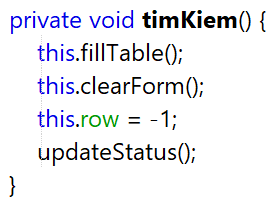 private void timKiem() {
this.fillTable();
this.clearForm();
this.row = -1;
updateStatus();
}